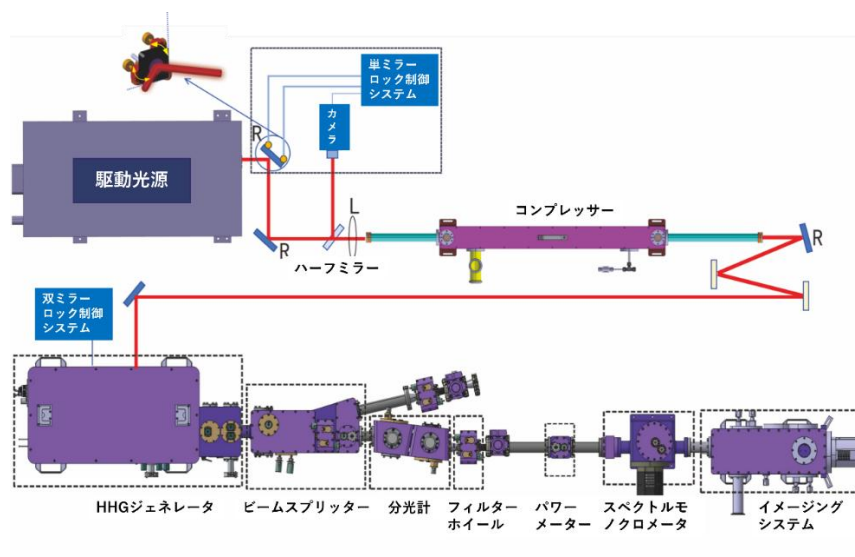 単ミラー
ロック制御
システム
カ
メ
ラ
R
駆動光源
L
コンプレッサー
R
R
ハーフミラー
双ミラー
ロック制御
システム
HHGジェネレータ
ビームスプリッター
分光計
フィルター
ホイール
パワー
メーター
スペクトルモ
ノクロメータ
イメージング
システム